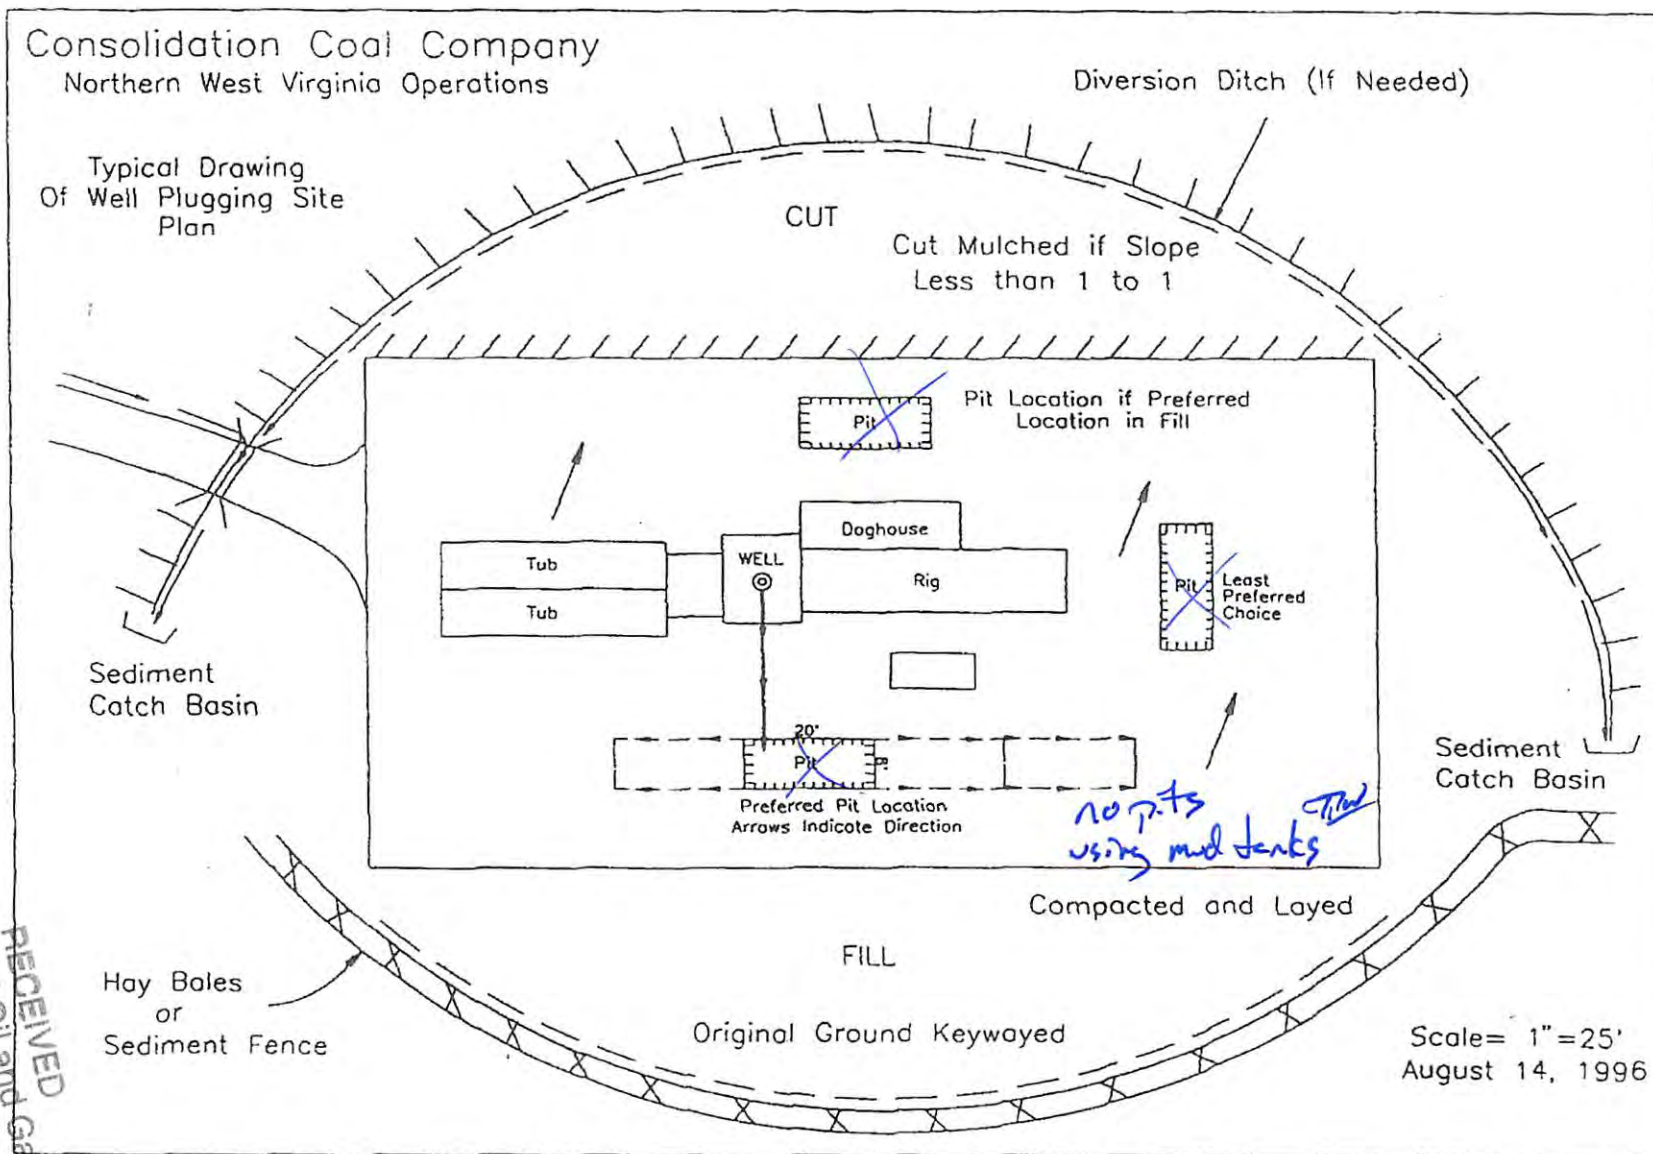 Consolidation Coal Company
Northern West Virginia Operations
Diversion Ditch (If Needed)
Typical Drawing
Of Well Plugging Site
Plan
CUT
Cut Mulched if Slope
Less than 1 to 1
Pit
Pit Location if Preferred
Location in Fill
Doghouse
Tub
WELL
Rig
Tub
Pit
Least
Preferred
Choice
Sediment
Catch Basin
20'
Pit
8'
Preferred Pit Location
Arrows Indicate Direction
Sediment
Catch Basin
no pits
using mud tanks
Compacted and Layed
FILL
Hay Bales
or
Sediment Fence
Original Ground Keywayed
Scale= 1"=25'
August 14, 1996
RECEIVED
Oil and Ga